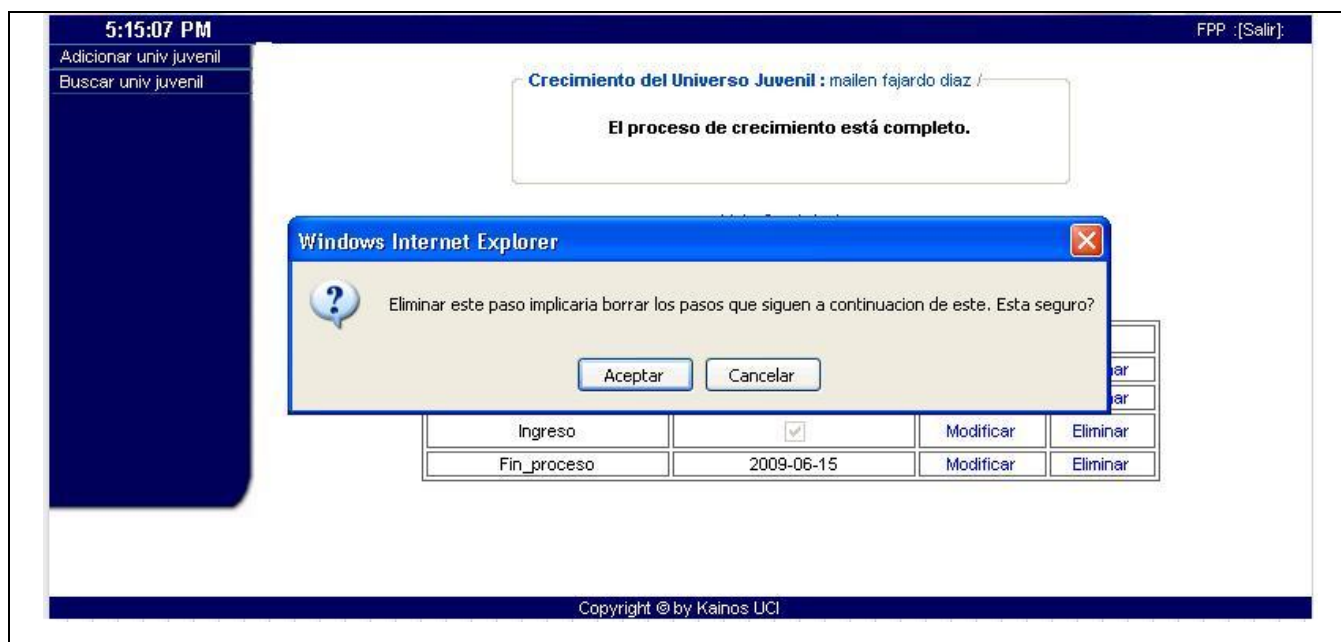 5:15:07 PM
FPP :[Salir]:
Adicionar univ juvenil
Buscar univ juvenil
Crecimiento del Universo Juvenil : mailen fajardo diaz /
El proceso de crecimiento está completo.
Windows Internet Explorer
Eliminar este paso implicaria borrar los pasos que siguen a continuacion de este. Esta seguro?
Aceptar Cancelar
ar
ar
Ingreso Modificar Eliminar
Fin_proceso 2009-06-15 Modificar Eliminar
Copyright © by Kainos UCI